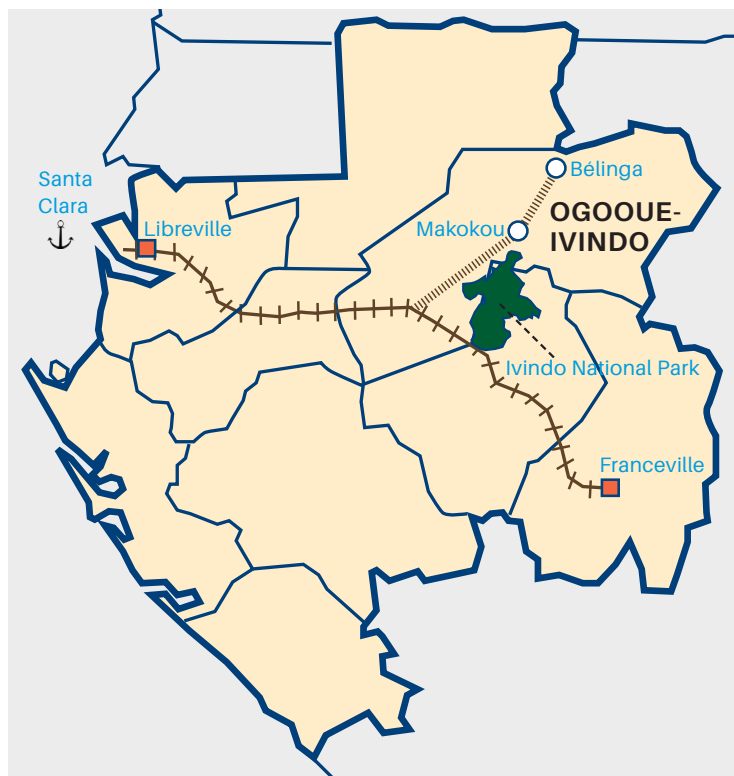 Santa
Clara
Libreville
Bélinga
Makokou
OGOOUE-
IVINDO
Ivindo National Park
Franceville